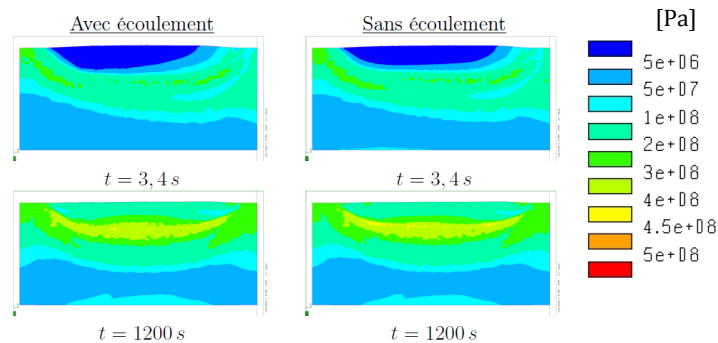 Avec écoulement
Sans écoulement
[Pa]
5e+06
5e+07
1e+08
2e+08
3e+08
4e+08
4.5e+08
5e+08
t = 3, 4 s
t = 3, 4 s
t = 1200 s
t = 1200 s